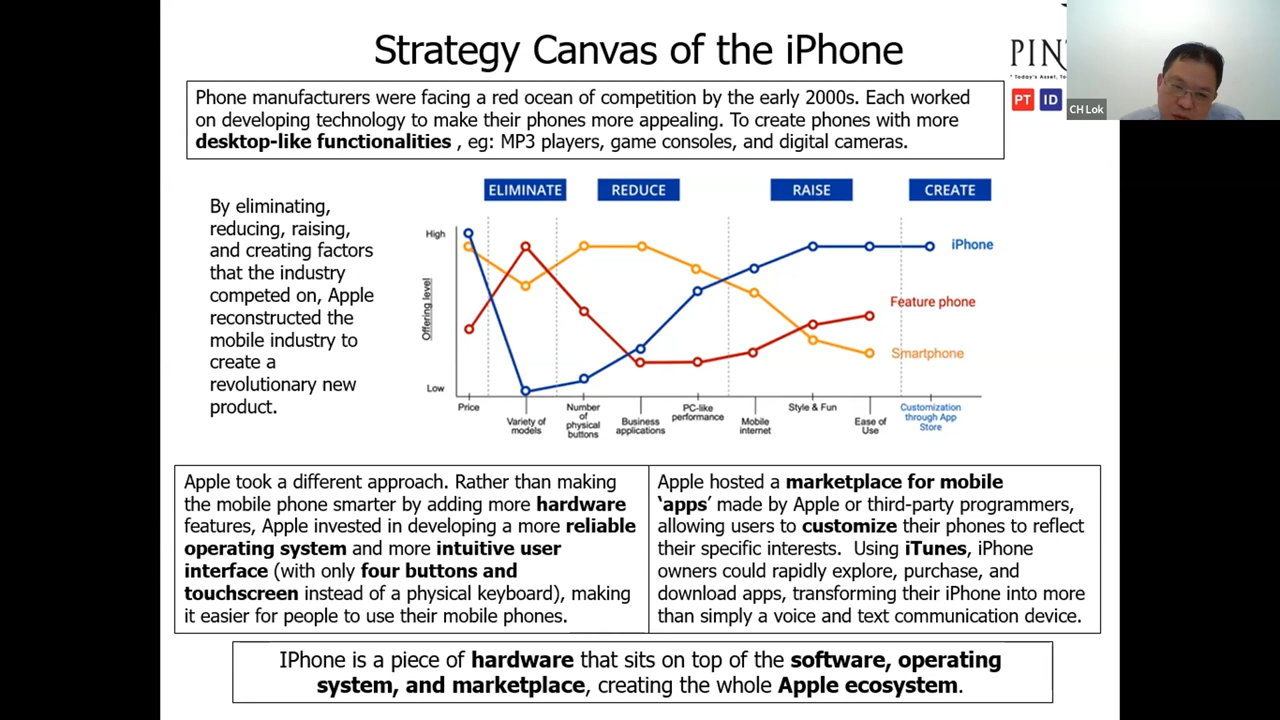 Strategy Canvas of the iPhone
PIN
CH Lok
PT ID
Phone manufacturers were facing a red ocean of competition by the early 2000s. Each worked
on developing technology to make their phones more appealing. To create phones with more
desktop-like functionalities , eg: MP3 players, game consoles, and digital cameras.
By eliminating,
reducing, raising,
and creating factors
that the industry
competed on, Apple
reconstructed the
mobile industry to
create a
revolutionary new
product.
ELIMINATE REDUCE RAISE CREATE
High
Offering level
Low
iPhone
Feature phone
Smartphone
Price
Variety of
models
Number
of
physical
buttons
Business
applications
PC-like
performance
Mobile
internet
Style & Fun
Ease of
Use
Customization
through App
Store
Apple took a different approach. Rather than making
the mobile phone smarter by adding more hardware
features, Apple invested in developing a more reliable
operating system and more intuitive user
interface (with only four buttons and
touchscreen instead of a physical keyboard), making
it easier for people to use their mobile phones.
Apple hosted a marketplace for mobile
‘apps’ made by Apple or third-party programmers,
allowing users to customize their phones to reflect
their specific interests. Using iTunes, iPhone
owners could rapidly explore, purchase, and
download apps, transforming their iPhone into more
than simply a voice and text communication device.
IPhone is a piece of hardware that sits on top of the software, operating
system, and marketplace, creating the whole Apple ecosystem.